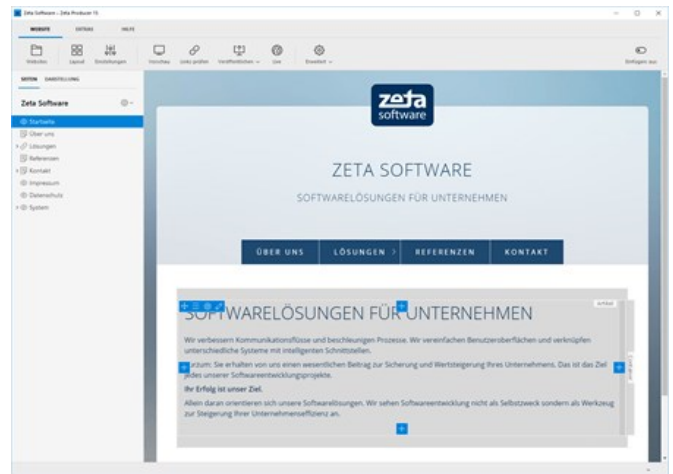 Zeta Software - Zeta Producer 15
WEBSITE EXTRAS HILFE
Websites Layout Einstellungen Vorschau Links prüfen Veröffentlichen Live Erweitert Einfügen: aus
SEITEN DARSTELLUNG
Zeta Software
Startseite
Über uns
Lösungen
Referenzen
Kontakt
Impressum
Datenschutz
System
zeta
software
ZETA SOFTWARE
SOFTWARELÖSUNGEN FÜR UNTERNEHMEN
ÜBER UNS LÖSUNGEN REFERENZEN KONTAKT
Artikel
SOFTWARELÖSUNGEN FÜR UNTERNEHMEN
Container
Wir verbessern Kommunikationsflüsse und beschleunigen Prozesse. Wir vereinfachen Benutzeroberflächen und verknüpfen
unterschiedliche Systeme mit intelligenten Schnittstellen.
Kurzum: Sie erhalten von uns einen wesentlichen Beitrag zur Sicherung und Wertsteigerung Ihres Unternehmens. Das ist das Ziel
jedes unserer Softwareentwicklungsprojekte.
Ihr Erfolg ist unser Ziel.
Allein daran orientieren sich unsere Softwarelösungen. Wir sehen Softwareentwicklung nicht als Selbstzweck sondern als Werkzeug
zur Steigerung Ihrer Unternehmenseffizienz an.